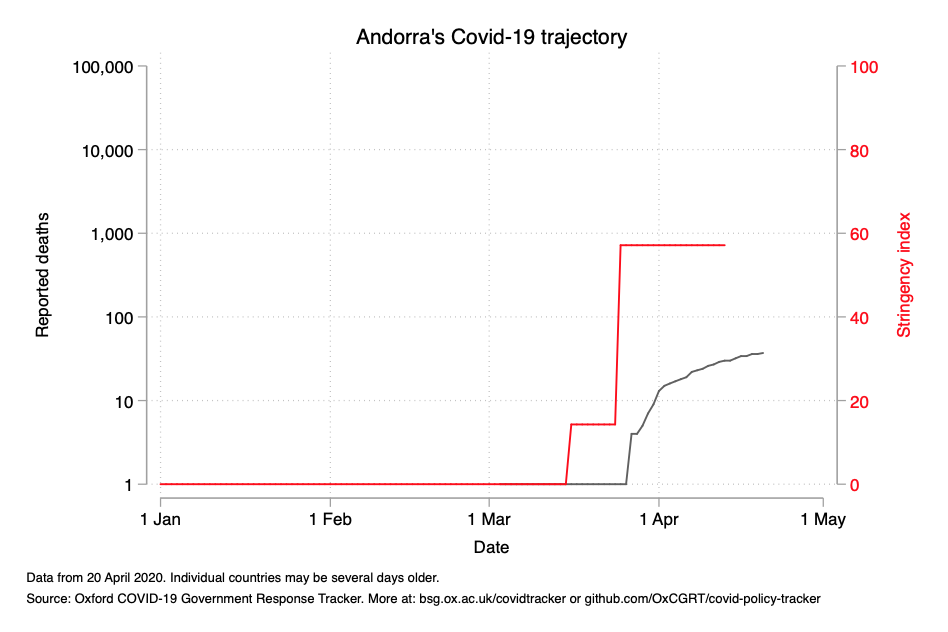 Andorra's Covid-19 trajectory
100,000
10,000
1,000
100
10
1
Reported deaths
100
80
60
40
20
0
Stringency index
1 Jan
1 Feb
1 Mar
1 Apr
1 May
Date
Data from 20 April 2020. Individual countries may be several days older.
Source: Oxford COVID-19 Government Response Tracker. More at: bsg.ox.ac.uk/covidtracker or github.com/OxCGRT/covid-policy-tracker